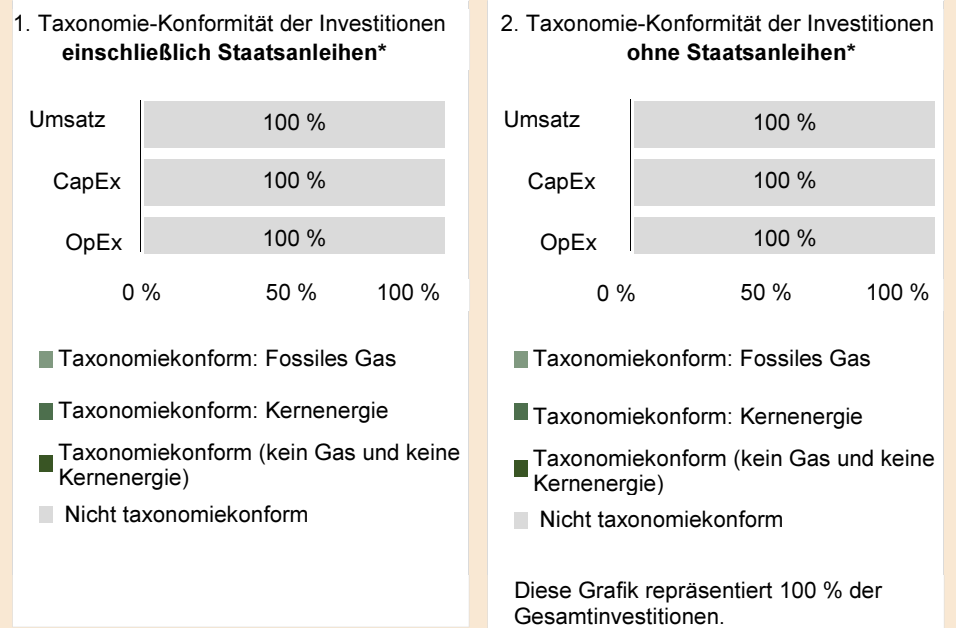 1. Taxonomie-Konformität der Investitionen
einschließlich Staatsanleihen*
Umsatz
100 %
CapEx
100 %
OpEx
100 %
0 %
50 %
100 %
Taxonomiekonform: Fossiles Gas
Taxonomiekonform: Kernenergie
Taxonomiekonform (kein Gas und keine
Kernenergie)
Nicht taxonomiekonform
2. Taxonomie-Konformität der Investitionen
ohne Staatsanleihen*
Umsatz
100 %
CapEx
100 %
OpEx
100 %
0 %
50 %
100 %
Taxonomiekonform: Fossiles Gas
Taxonomiekonform: Kernenergie
Taxonomiekonform (kein Gas und keine
Kernenergie)
Nicht taxonomiekonform
Diese Grafik repräsentiert 100 % der
Gesamtinvestitionen.